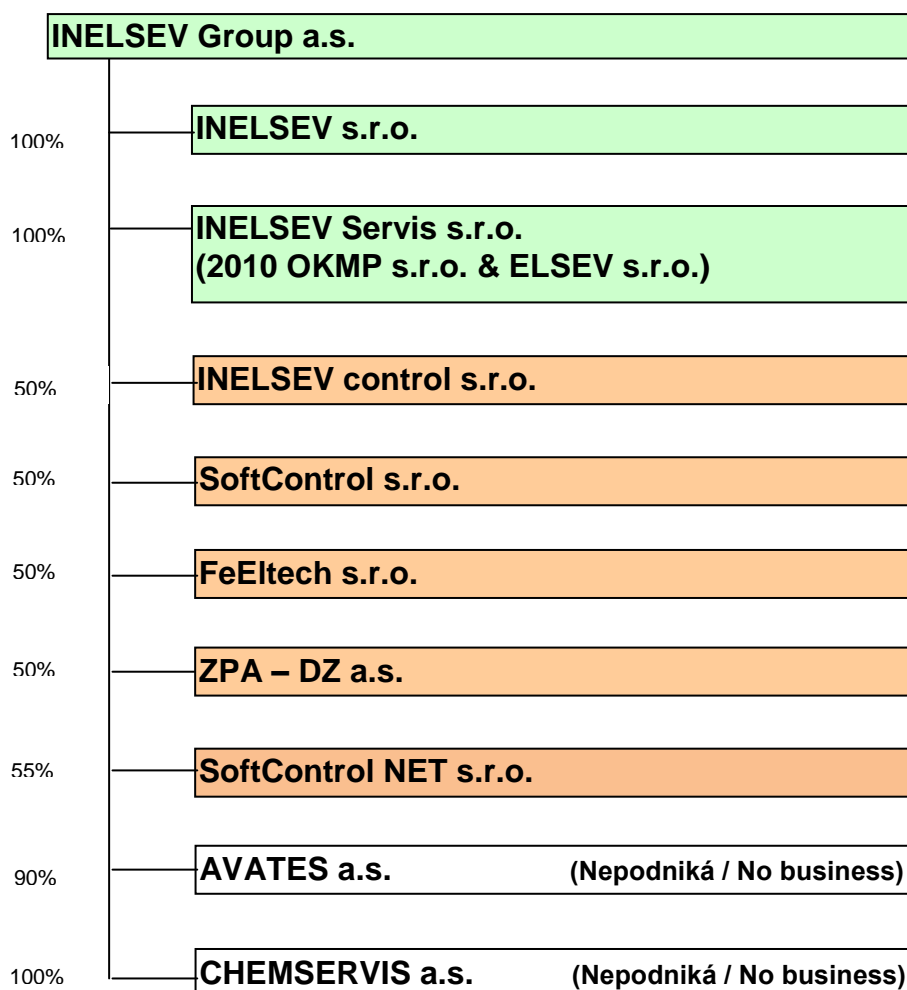 INELSEV Group a.s.
100%
INELSEV s.r.o.
100%
INELSEV Servis s.r.o.
(2010 OKMP s.r.o. & ELSEV s.r.o.)
50%
INELSEV control s.r.o.
50%
SoftControl s.r.o.
50%
FeEltech s.r.o.
50%
ZPA – DZ a.s.
55%
SoftControl NET s.r.o.
90%
AVATES a.s. (Nepodniká / No business)
100%
CHEMSERVIS a.s. (Nepodniká / No business)